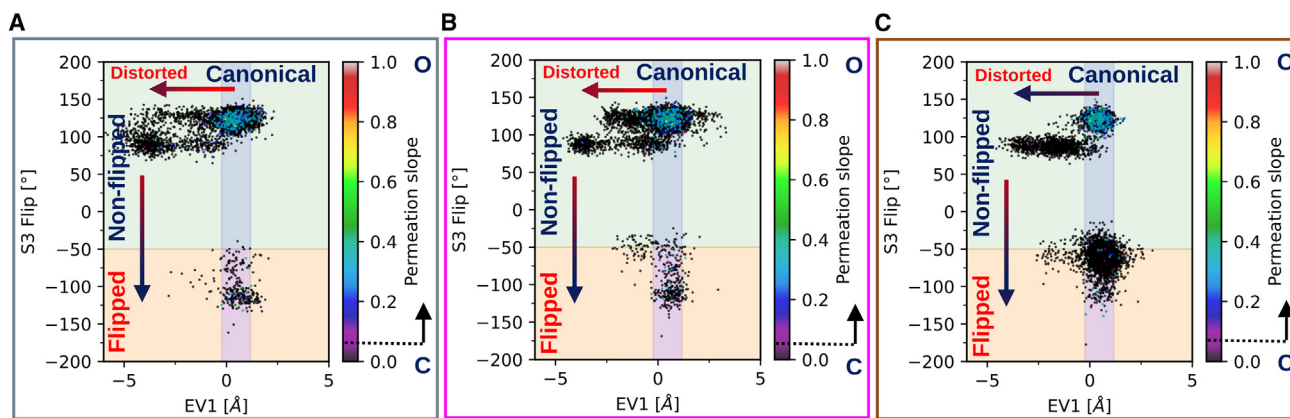 A
200
150
100
50
0
−50
−100
−150
−200
S3 Flip [°]
Distorted
Canonical
Non-flipped
Flipped
−5
0
5
EV1 [Å]
1.0
0.8
0.6
0.4
0.2
0.0
Permeation slope
O
C
B
200
150
100
50
0
−50
−100
−150
−200
S3 Flip [°]
Distorted
Canonical
Non-flipped
Flipped
−5
0
5
EV1 [Å]
1.0
0.8
0.6
0.4
0.2
0.0
Permeation slope
O
C
C
200
150
100
50
0
−50
−100
−150
−200
S3 Flip [°]
Distorted
Canonical
Non-flipped
Flipped
−5
0
5
EV1 [Å]
1.0
0.8
0.6
0.4
0.2
0.0
Permeation slope